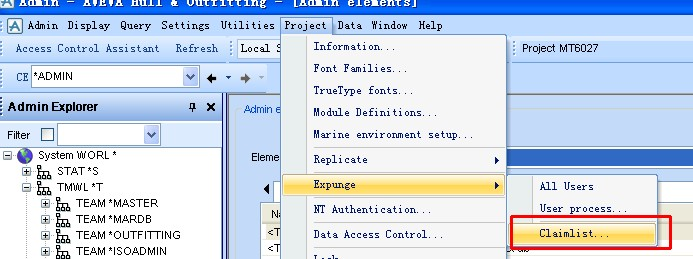 Admin - AVEVA Hull & Outfitting - [Admin elements]
Admin Display Query Settings Utilities Project Data Window Help
Access Control Assistant Refresh Local S Project MT6027
CE *ADMIN
Information...
Font Families...
TrueType fonts...
Module Definitions...
Marine environment setup...
Replicate
Expunge
NT Authentication...
Data Access Control...
Lock
All Users
User process...
Claimlist...
Admin Explorer
Filter
System WORL *
STAT *S
TMWL *T
TEAM *MASTER
TEAM *MARDB
TEAM *OUTFITTING
TEAM *ISOADMIN
Admin e
Eleme
Na
<T
<T